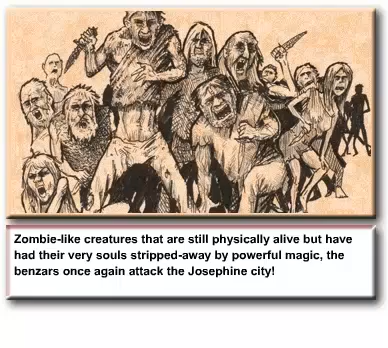 Zombie-like creatures that are still physically alive but have
had their very souls stripped-away by powerful magic, the
benzars once again attack the Josephine city!